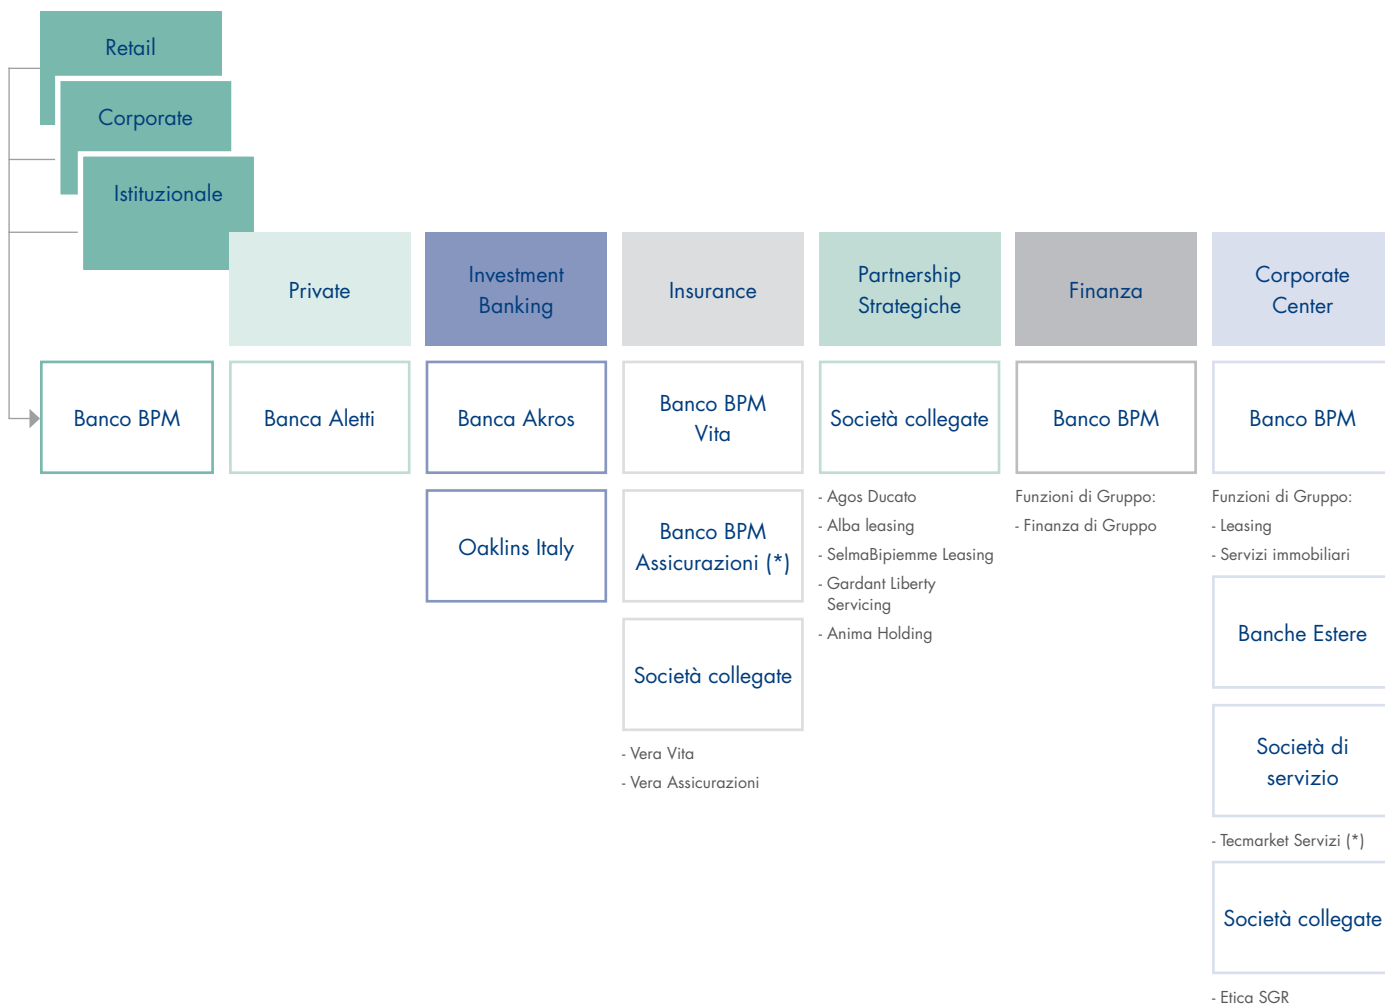 Retail
Corporate
Istituzionale
Private
Investment
Banking
Insurance
Partnership
Strategiche
Finanza
Corporate
Center
Banco BPM
Banca Aletti
Banca Akros
Banco BPM
Vita
Società collegate
Banco BPM
Banco BPM
Oaklins Italy
Banco BPM
Assicurazioni (*)
Società collegate
- Vera Vita
- Vera Assicurazioni
- Agos Ducato
- Alba leasing
- SelmaBipiemme Leasing
- Gardant Liberty
Servicing
- Anima Holding
Funzioni di Gruppo:
- Finanza di Gruppo
Funzioni di Gruppo:
- Leasing
- Servizi immobiliari
Banche Estere
Società di
servizio
- Tecmarket Servizi (*)
Società collegate
- Etica SGR